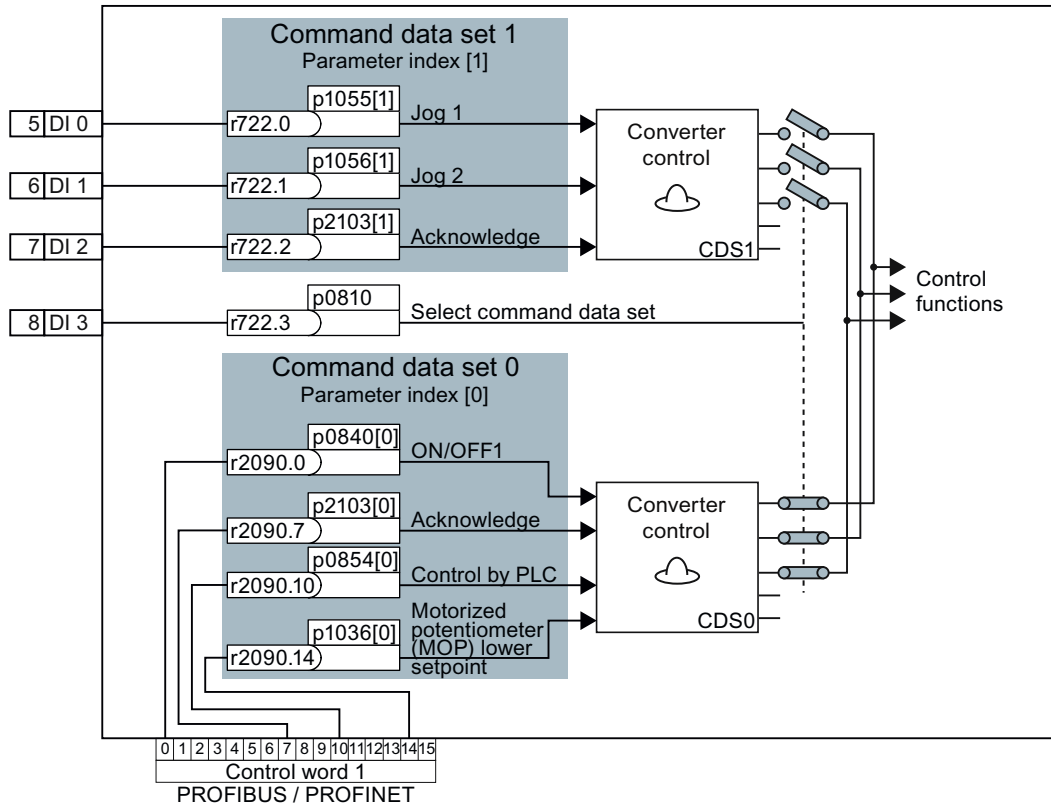 Command data set 1
Parameter index [1]
5 DI 0
r722.0
p1055[1]
Jog 1
6 DI 1
r722.1
p1056[1]
Jog 2
7 DI 2
r722.2
p2103[1]
Acknowledge
Converter
control
CDS1
8 DI 3
r722.3
p0810
Select command data set
Control
functions
Command data set 0
Parameter index [0]
p0840[0]
r2090.0
ON/OFF1
p2103[0]
r2090.7
Acknowledge
p0854[0]
r2090.10
Control by PLC
p1036[0]
r2090.14
Motorized
potentiometer
(MOP) lower
setpoint
Converter
control
CDS0
0 1 2 3 4 5 6 7 8 9 10 11 12 13 14 15
Control word 1
PROFIBUS / PROFINET